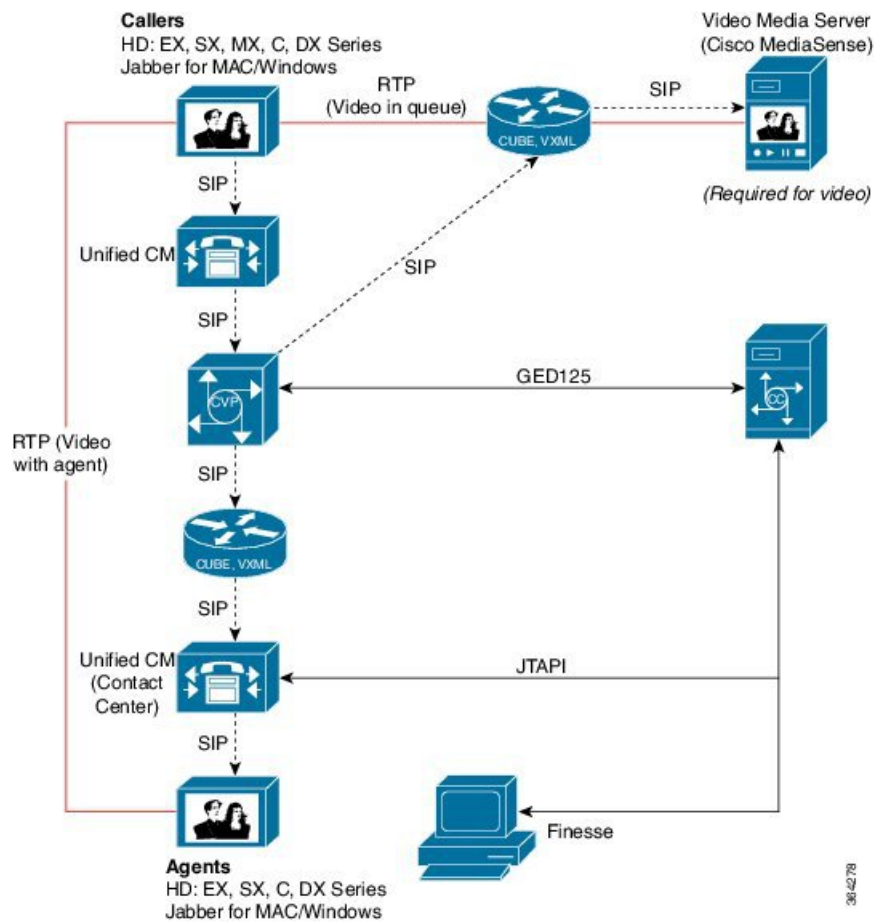 Callers
HD: EX, SX, MX, C, DX Series
Jabber for MAC/Windows
Video Media Server
(Cisco MediaSense)
RTP
(Video in queue)
SIP
CUBE, VXML
(Required for video)
SIP
Unified CM
SIP
SIP
GED125
CVP
CC
RTP (Video
with agent)
SIP
CUBE, VXML
SIP
Unified CM
(Contact
Center)
JTAPI
SIP
Finesse
Agents
HD: EX, SX, C, DX Series
Jabber for MAC/Windows
364278